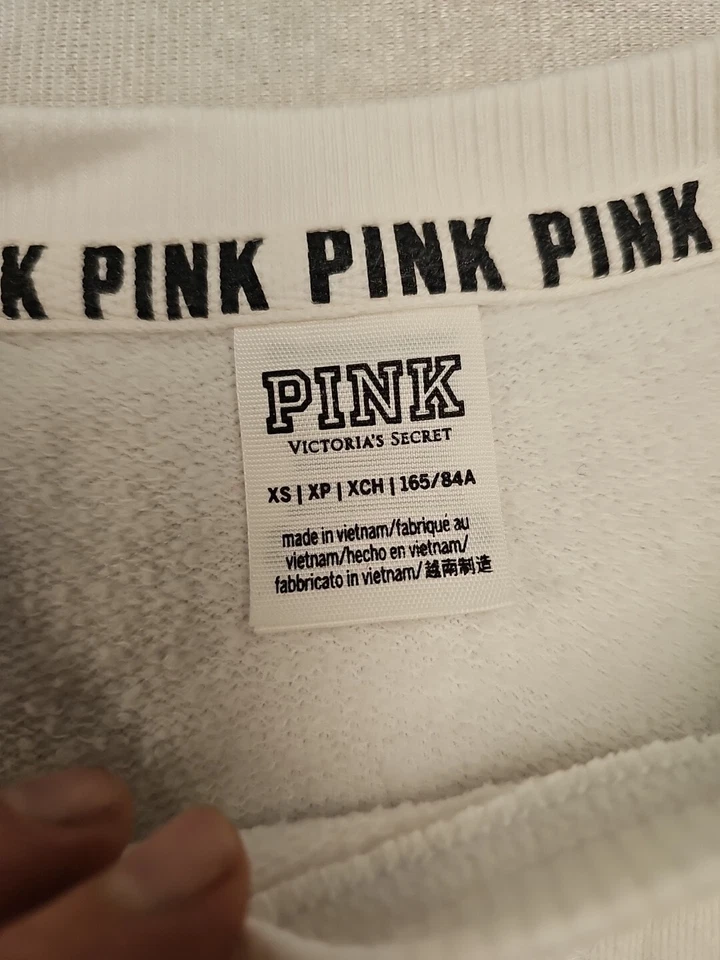 K PINK PINK PINK
PINK
VICTORIA'S SECRET
XS | XP | XCH | 165/84A
made in vietnam/fabriqué au
vietnam/hecho en vietnam/
fabbricato in vietnam/越南制造